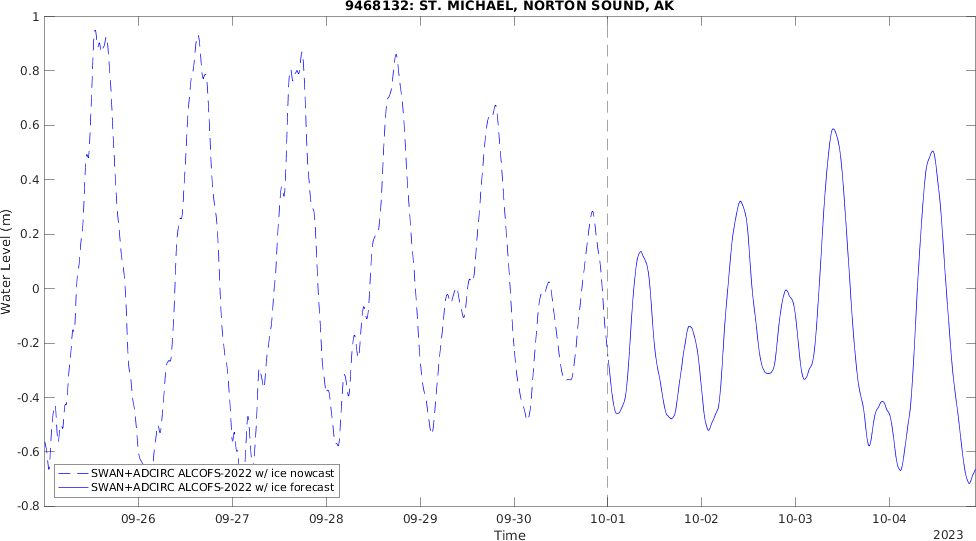 9468132: ST. MICHAEL, NORTON SOUND, AK
1
0.8
0.6
0.4
0.2
0
-0.2
-0.4
-0.6
-0.8
Water Level (m)
SWAN+ADCIRC ALCOFS-2022 w/ ice nowcast
SWAN+ADCIRC ALCOFS-2022 w/ ice forecast
09-26 09-27 09-28 09-29 09-30 10-01 10-02 10-03 10-04
Time
2023